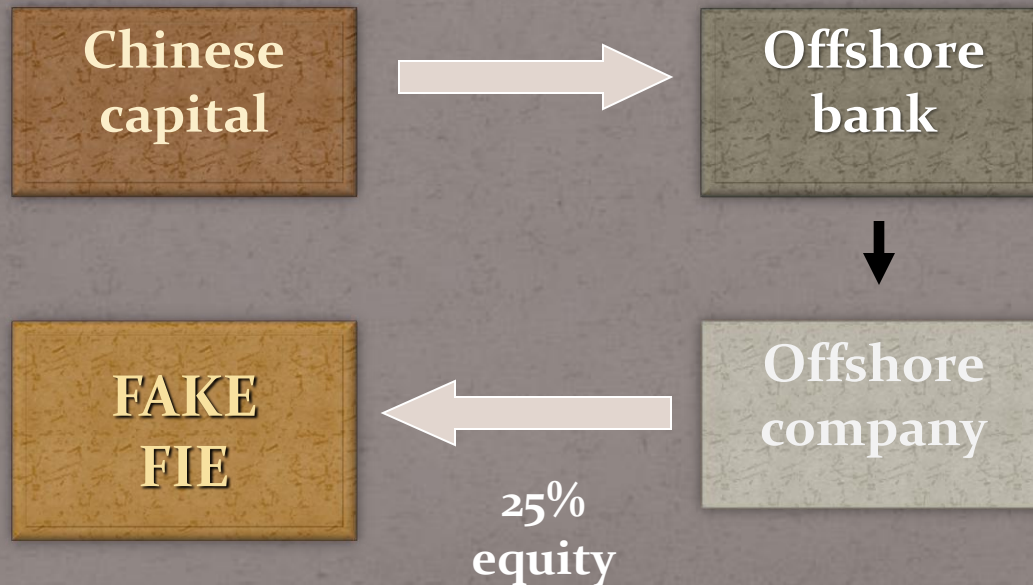 Chinese
capital
Offshore
bank
FAKE
FIE
Offshore
company
25%
equity